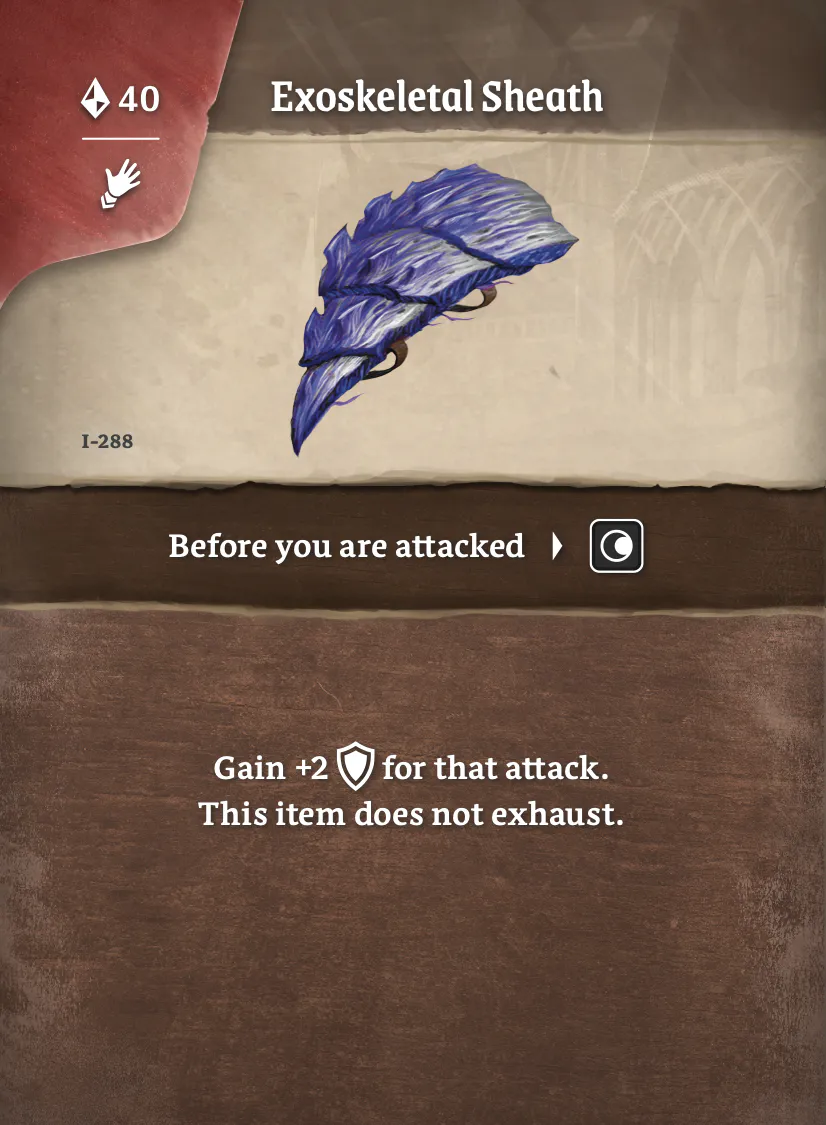 40
Exoskeletal Sheath
I-288
Before you are attacked
Gain +2 for that attack.
This item does not exhaust.